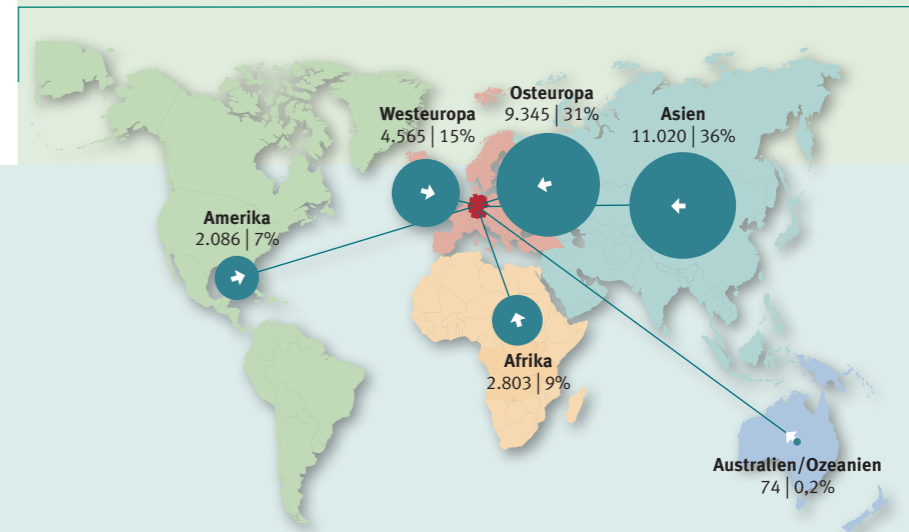 Osteuropa
9.345 | 31%
Westeuropa
4.565 | 15%
Asien
11.020 | 36%
Amerika
2.086 | 7%
Afrika
2.803 | 9%
Australien/Ozeanien
74 | 0,2%